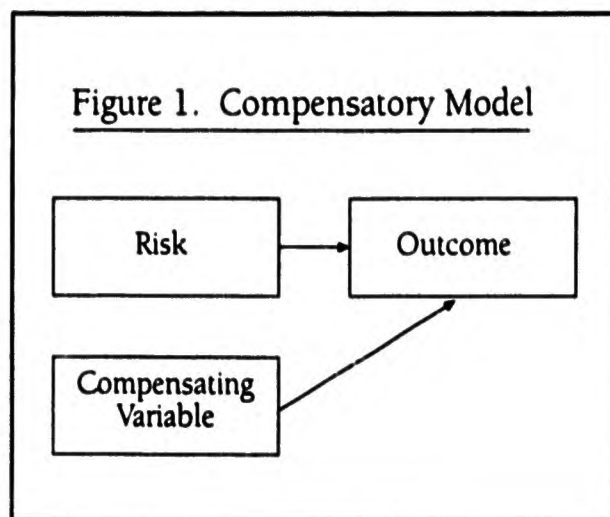 Figure 1. Compensatory Model
Risk
Outcome
Compensating
Variable